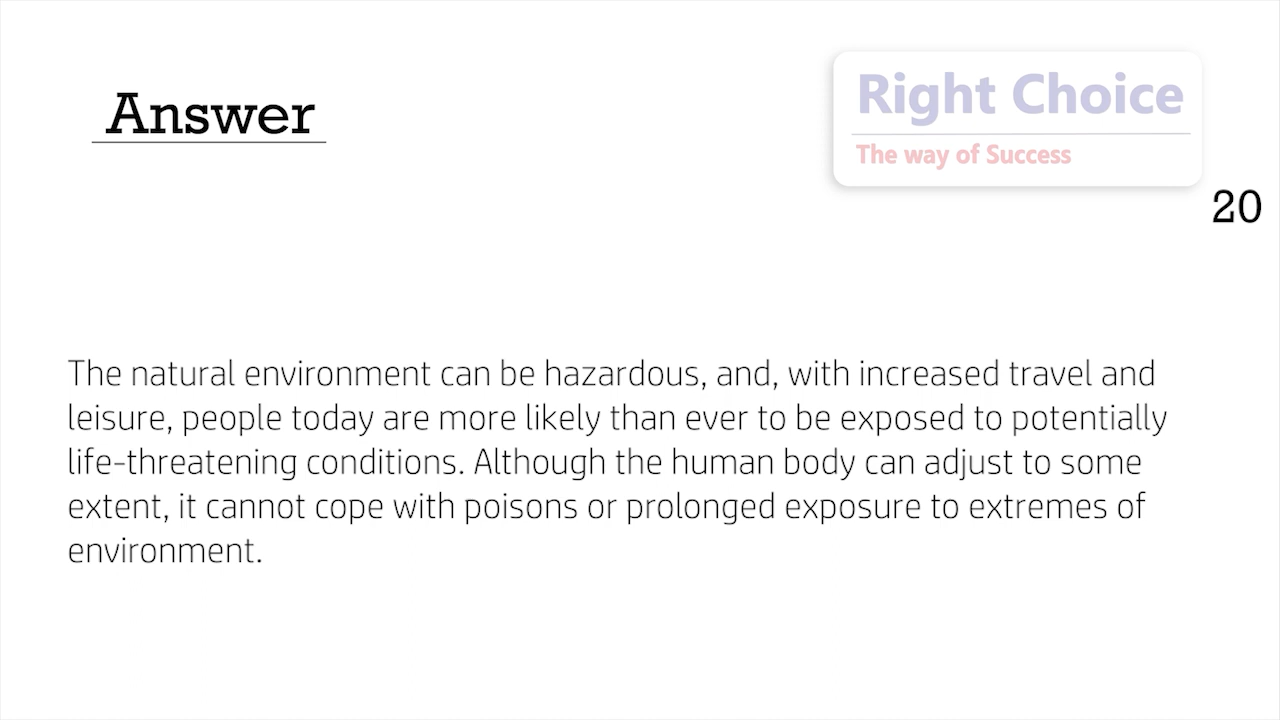 Answer
Right Choice
The way of Success
20
The natural environment can be hazardous, and, with increased travel and
leisure, people today are more likely than ever to be exposed to potentially
life-threatening conditions. Although the human body can adjust to some
extent, it cannot cope with poisons or prolonged exposure to extremes of
environment.